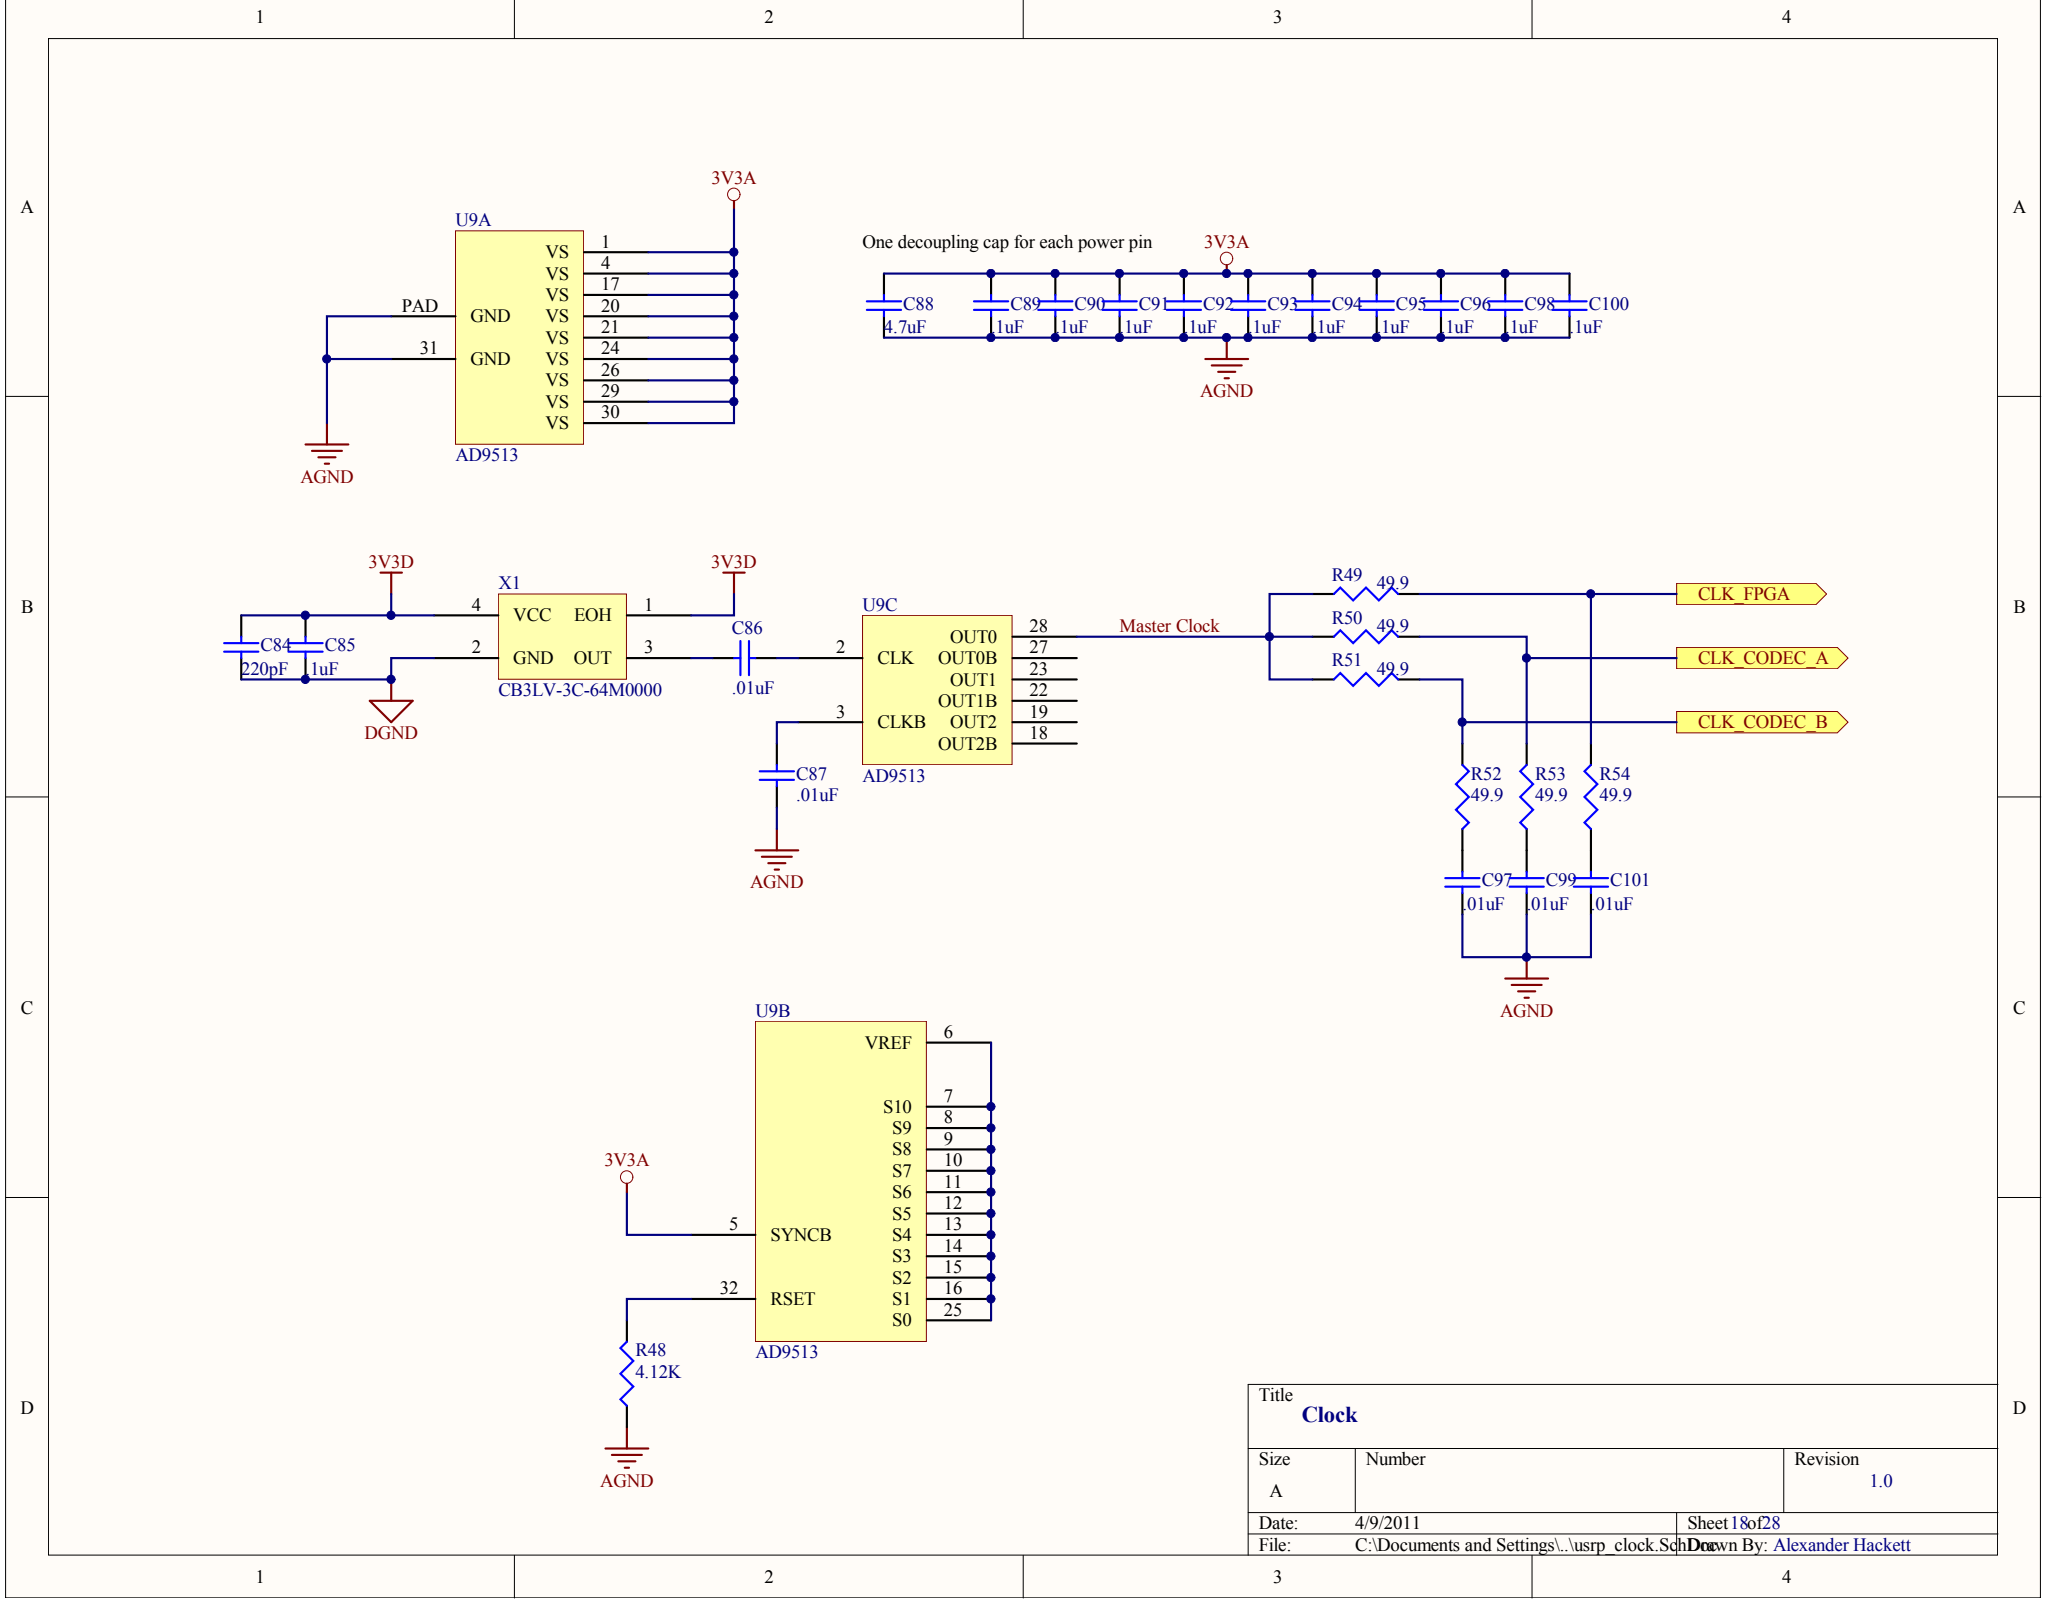 1 2 3 4
A A
B B
C C
D D
3V3A
U9A
VS 1
VS 4
VS 17
VS 20
VS 21
VS 24
VS 26
VS 29
VS 30
PAD GND
31 GND
AGND
AD9513
One decoupling cap for each power pin
3V3A
C88 C89 C90 C91 C92 C93 C94 C95 C96 C98 C100
4.7uF .1uF .1uF .1uF .1uF .1uF .1uF .1uF .1uF .1uF .1uF
AGND
3V3D
C84 C85
220pF .1uF
DGND
X1
4 VCC EOH 1
2 GND OUT 3
CB3LV-3C-64M0000
3V3D
C86
.01uF
C87
.01uF
AGND
U9C
2 CLK
3 CLKB
OUT0 28
OUT0B 27
OUT1 23
OUT1B 22
OUT2 19
OUT2B 18
AD9513
Master Clock
R49 49.9
R50 49.9
R51 49.9
CLK_FPGA
CLK_CODEC_A
CLK_CODEC_B
R52 R53 R54
49.9 49.9 49.9
C97 C99 C101
.01uF .01uF .01uF
AGND
U9B
VREF 6
S10 7
S9 8
S8 9
S7 10
S6 11
S5 12
S4 13
S3 14
S2 15
S1 16
S0 25
3V3A
5 SYNCB
32 RSET
R48
4.12K
AGND
AD9513
Title
Clock
Size
A
Number
Revision
1.0
Date: 4/9/2011 Sheet 18 of 28
File: C:\Documents and Settings\..\usrp_clock.SchDoc Drawn By: Alexander Hackett
1 2 3 4